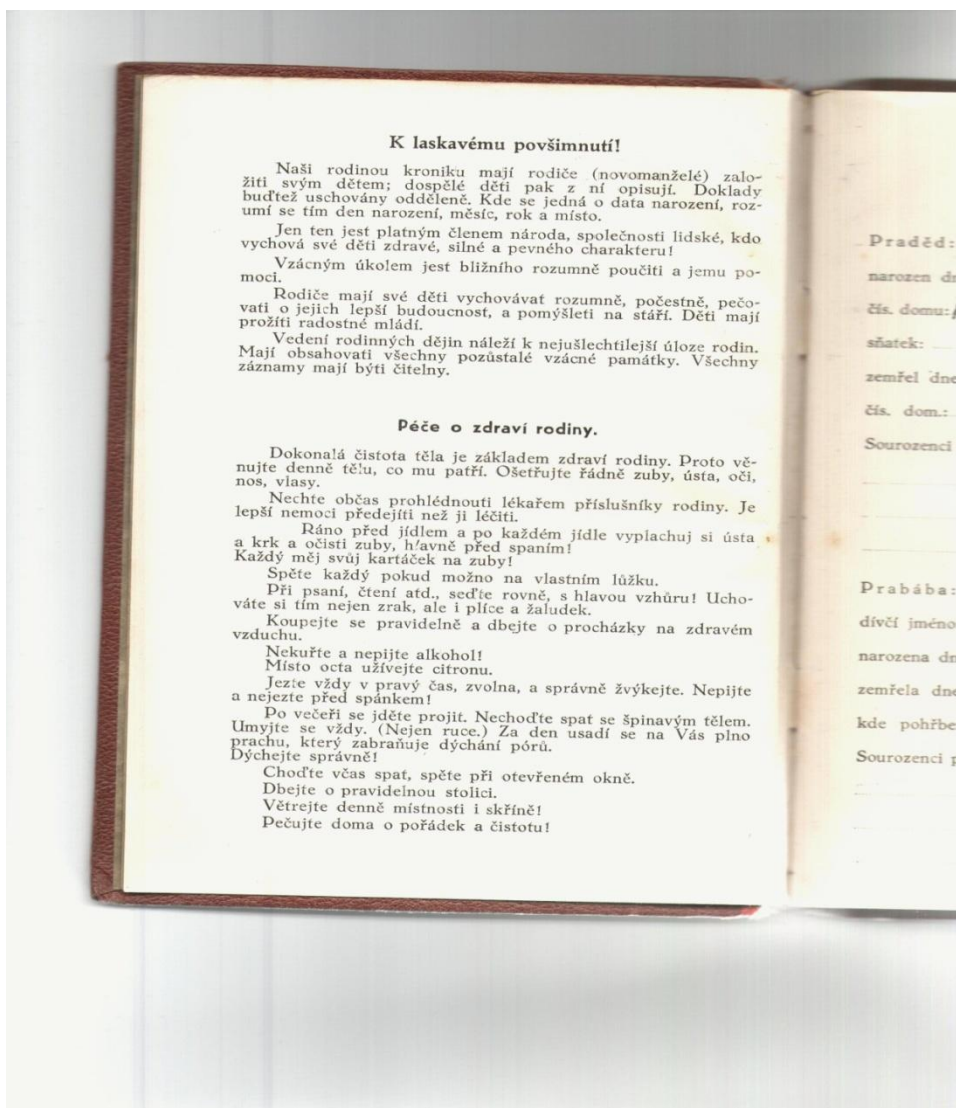 K laskavému povšimnutí!
Naši rodinou kroniku mají rodiče (novomanželé) zalo-
žiti svým dětem; dospělé děti pak z ní opisují. Doklady
buďtež uschovány odděleně. Kde se jedná o data narození, roz-
umí se tím den narození, měsíc, rok a místo.
Jen ten jest platným členem národa, společnosti lidské, kdo
vychová své děti zdravé, silné a pevného charakteru!
Vzácným úkolem jest bližního rozumně poučiti a jemu po-
moci.
Rodiče mají své děti vychovávat rozumně, počestně, pečo-
vati o jejich lepší budoucnost, a pomýšleti na stáří. Děti mají
prožíti radostné mládí.
Vedení rodinných dějin náleží k nejušlechtilejší úloze rodin.
Mají obsahovati všechny pozůstalé vzácné památky. Všechny
záznamy mají býti čitelny.
Péče o zdraví rodiny.
Dokonalá čistota těla je základem zdraví rodiny. Proto vě-
nujte denně tělu, co mu patří. Ošetřujte řádně zuby, ústa, oči,
nos, vlasy.
Nechte občas prohlédnouti lékařem příslušníky rodiny. Je
lepší nemoci předejíti než ji léčiti.
Ráno před jídlem a po každém jídle vyplachuj si ústa
a krk a očisti zuby, hlavně před spaním!
Každý měj svůj kartáček na zuby!
Spěte každý pokud možno na vlastním lůžku.
Při psaní, čtení atd., seďte rovně, s hlavou vzhůru! Ucho-
váte si tím nejen zrak, ale i plíce a žaludek.
Koupejte se pravidelně a dbejte o procházky na zdravém
vzduchu.
Nekuřte a nepijte alkohol!
Místo octa užívejte citronu.
Jezte vždy v pravý čas, zvolna, a správně žvýkejte. Nepijte
a nejezte před spánkem!
Po večeři se jděte projít. Nechoďte spat se špinavým tělem.
Umyjte se vždy. (Nejen ruce.) Za den usadí se na Vás plno
prachu, který zabraňuje dýchání pórů.
Dýchejte správně!
Choďte včas spat, spěte při otevřeném okně.
Dbejte o pravidelnou stolici.
Větrejte denně místnosti i skříně!
Pečujte doma o pořádek a čistotu!
Praděd:
narozen
čís. domu:
sňatek:
zemřel dne
čís. dom.:
Sourozenci
Prabába:
dívčí jméno
narozena
zemřela dne
kde
Sourozenci